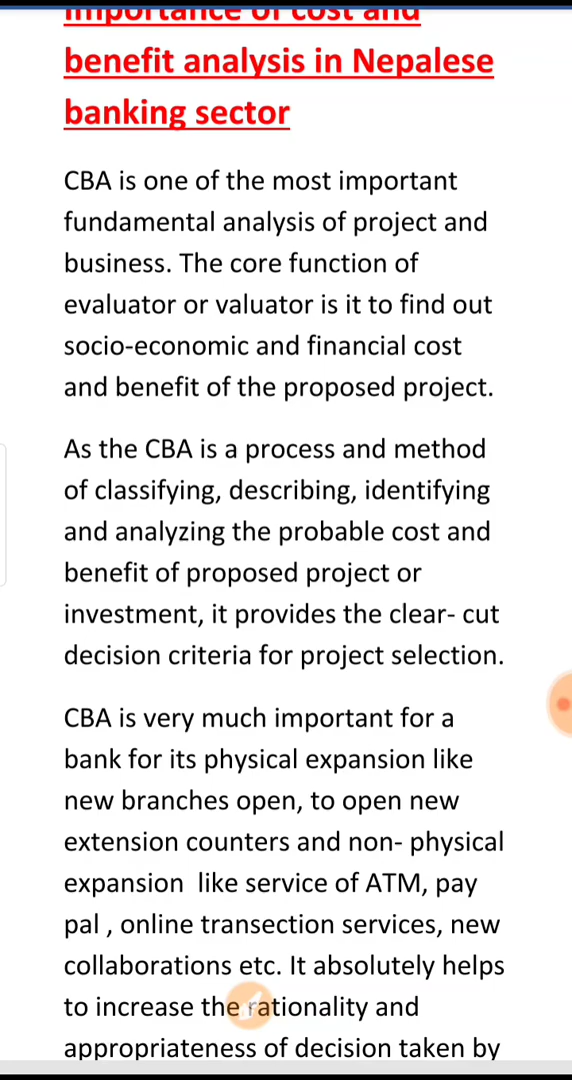 importance of cost and
benefit analysis in Nepalese
banking sector
CBA is one of the most important
fundamental analysis of project and
business. The core function of
evaluator or valuator is it to find out
socio-economic and financial cost
and benefit of the proposed project.
As the CBA is a process and method
of classifying, describing, identifying
and analyzing the probable cost and
benefit of proposed project or
investment, it provides the clear- cut
decision criteria for project selection.
CBA is very much important for a
bank for its physical expansion like
new branches open, to open new
extension counters and non- physical
expansion  like service of ATM, pay
pal , online transection services, new
collaborations etc. It absolutely helps
to increase the rationality and
appropriateness of decision taken by